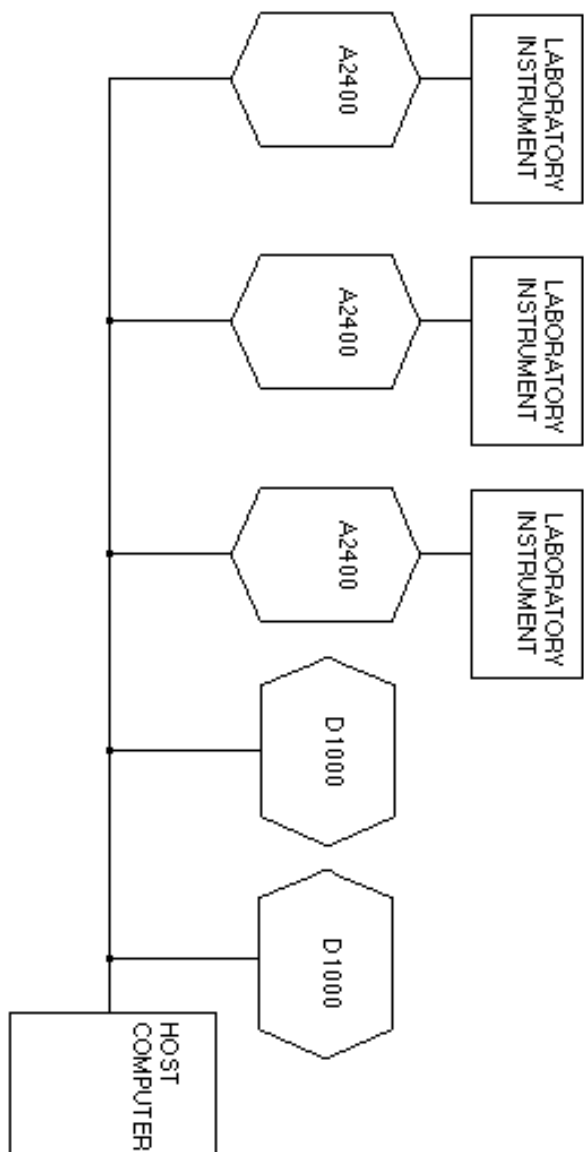 LABORATORY
INSTRUMENT
A2400
LABORATORY
INSTRUMENT
A2400
LABORATORY
INSTRUMENT
A2400
D1000
D1000
HOST
COMPUTER